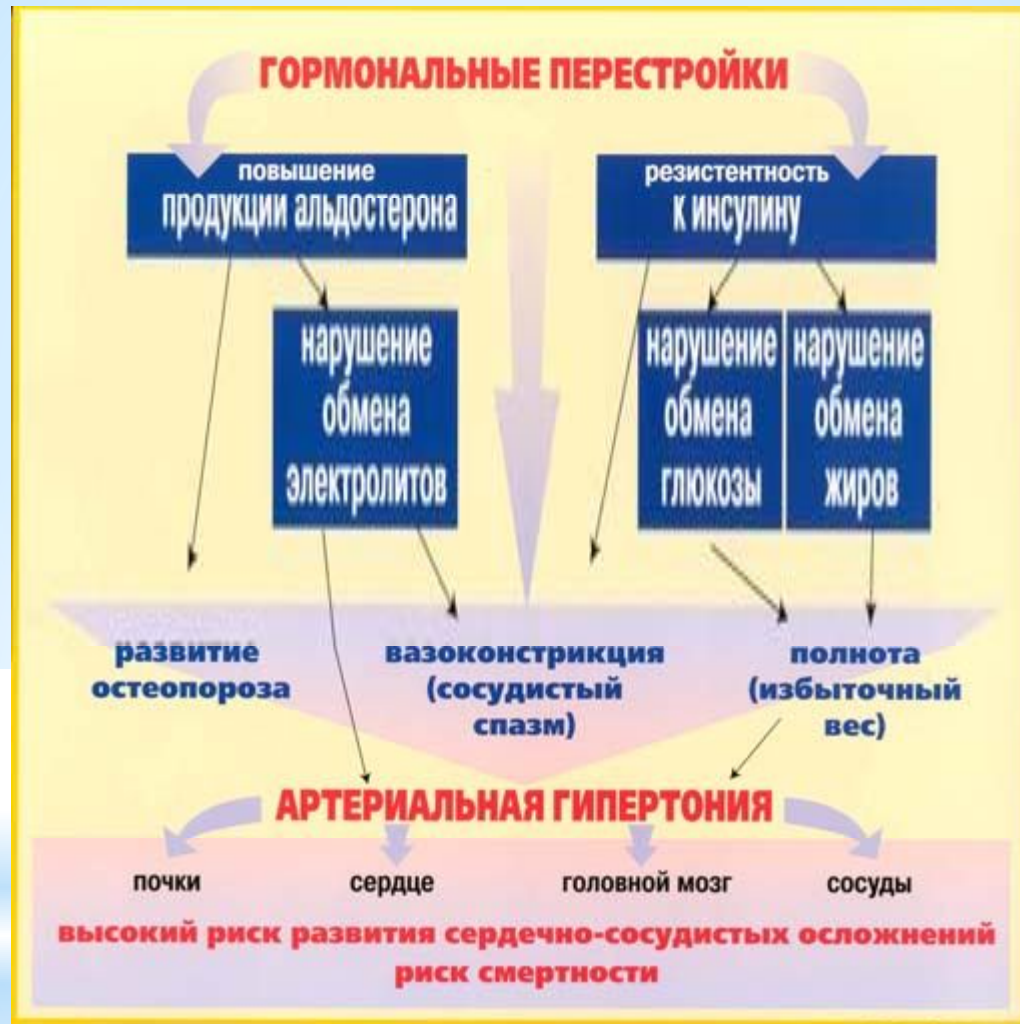 ГОРМОНАЛЬНЫЕ ПЕРЕСТРОЙКИ
повышение
продукции альдостерона
резистентность
к инсулину
нарушение
обмена
электролитов
нарушение
обмена
глюкозы
нарушение
обмена
жиров
развитие
остеопороза
вазоконстрикция
(сосудистый
спазм)
полнота
(избыточный
вес)
АРТЕРИАЛЬНАЯ ГИПЕРТОНИЯ
почки
сердце
головной мозг
сосуды
высокий риск развития сердечно-сосудистых осложнений
риск смертности